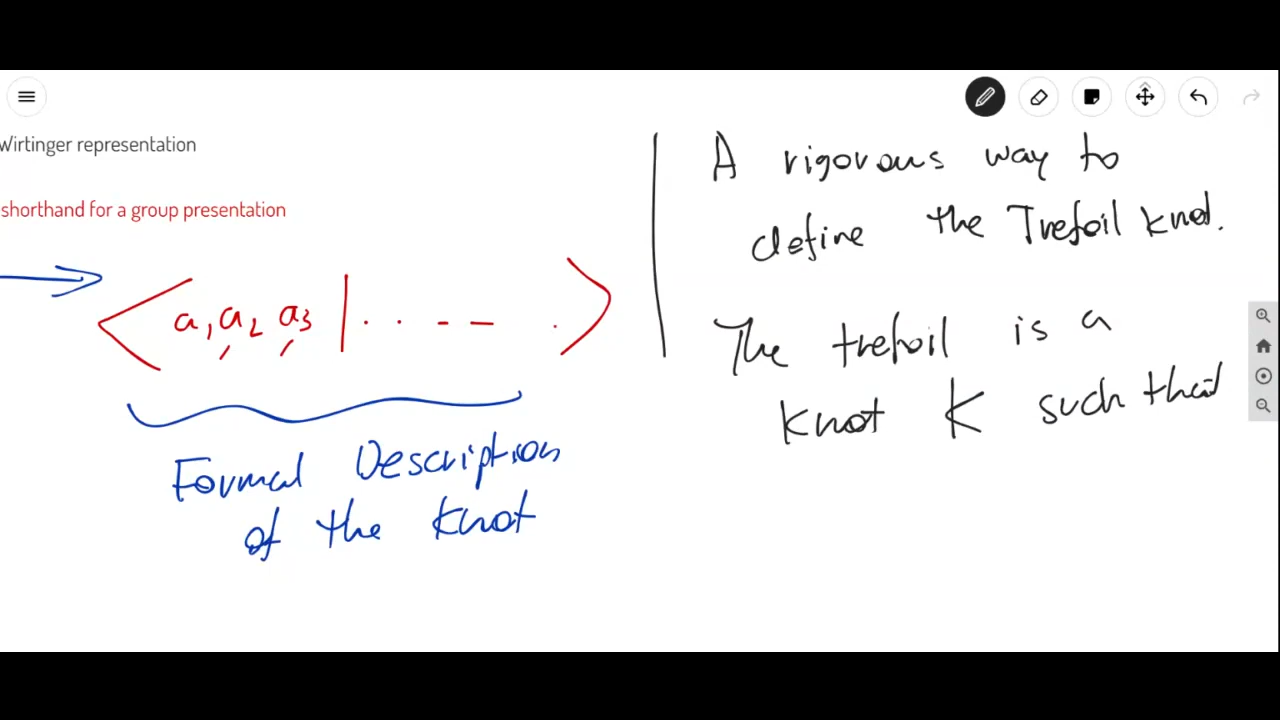 Wirtinger representation
shorthand for a group presentation
< a₁ a₂ a₃ | . . - - . >
Formal Description
of the Knot
A rigorous way to
define the Trefoil knot.
The trefoil is a
knot K such that